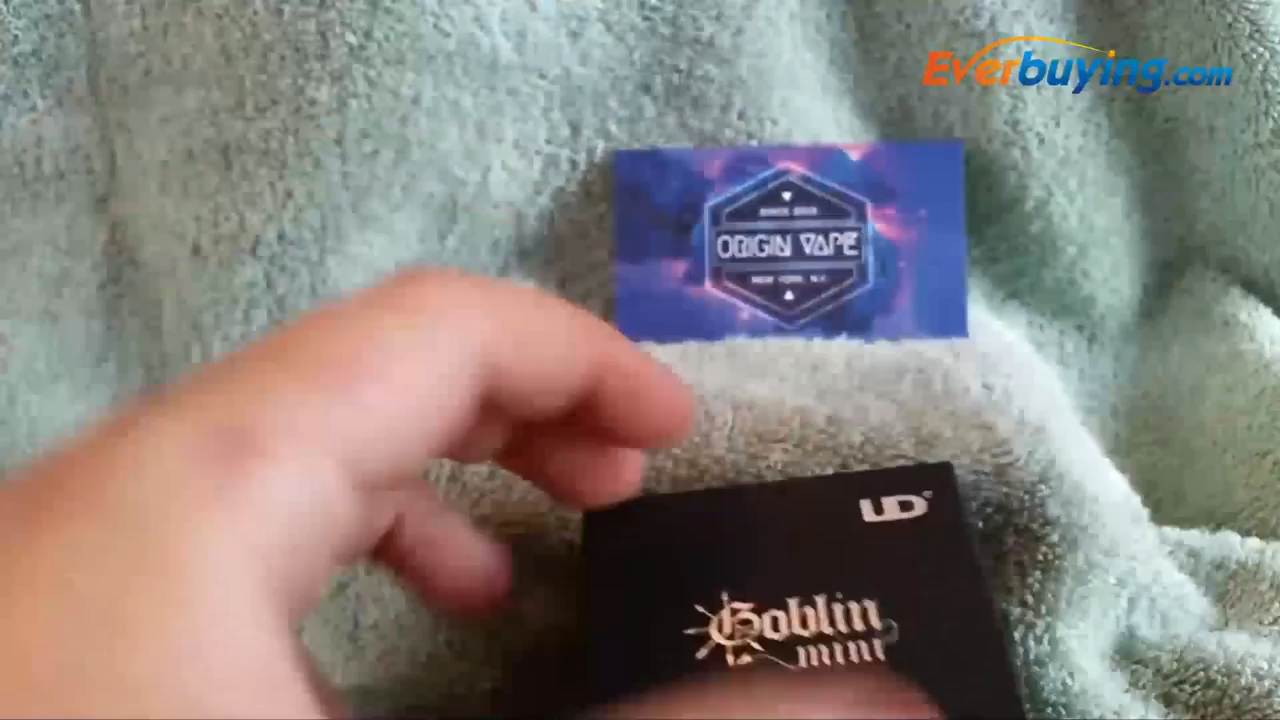 Everbuying.com
ORIGIN VAPE
NEW YORK, N.Y.
UD
Goblin
mini